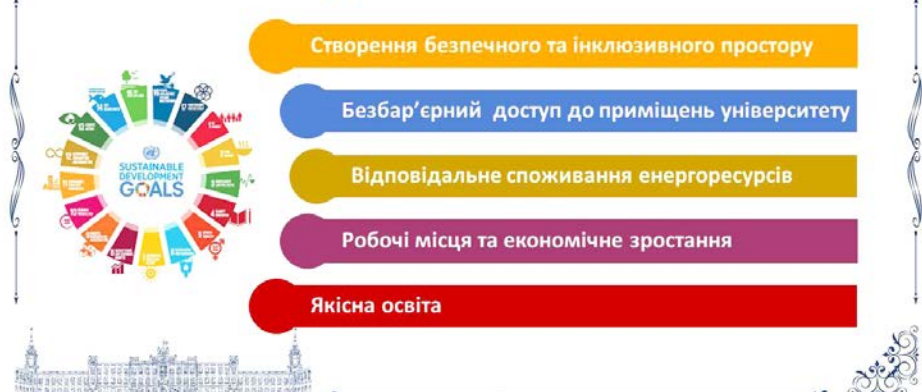 Створення безпечного та інклюзивного простору
Безбар’єрний доступ до приміщень університету
SUSTAINABLE
DEVELOPMENT
GOALS
Відповідальне споживання енергоресурсів
Робочі місця та економічне зростання
Якісна освіта